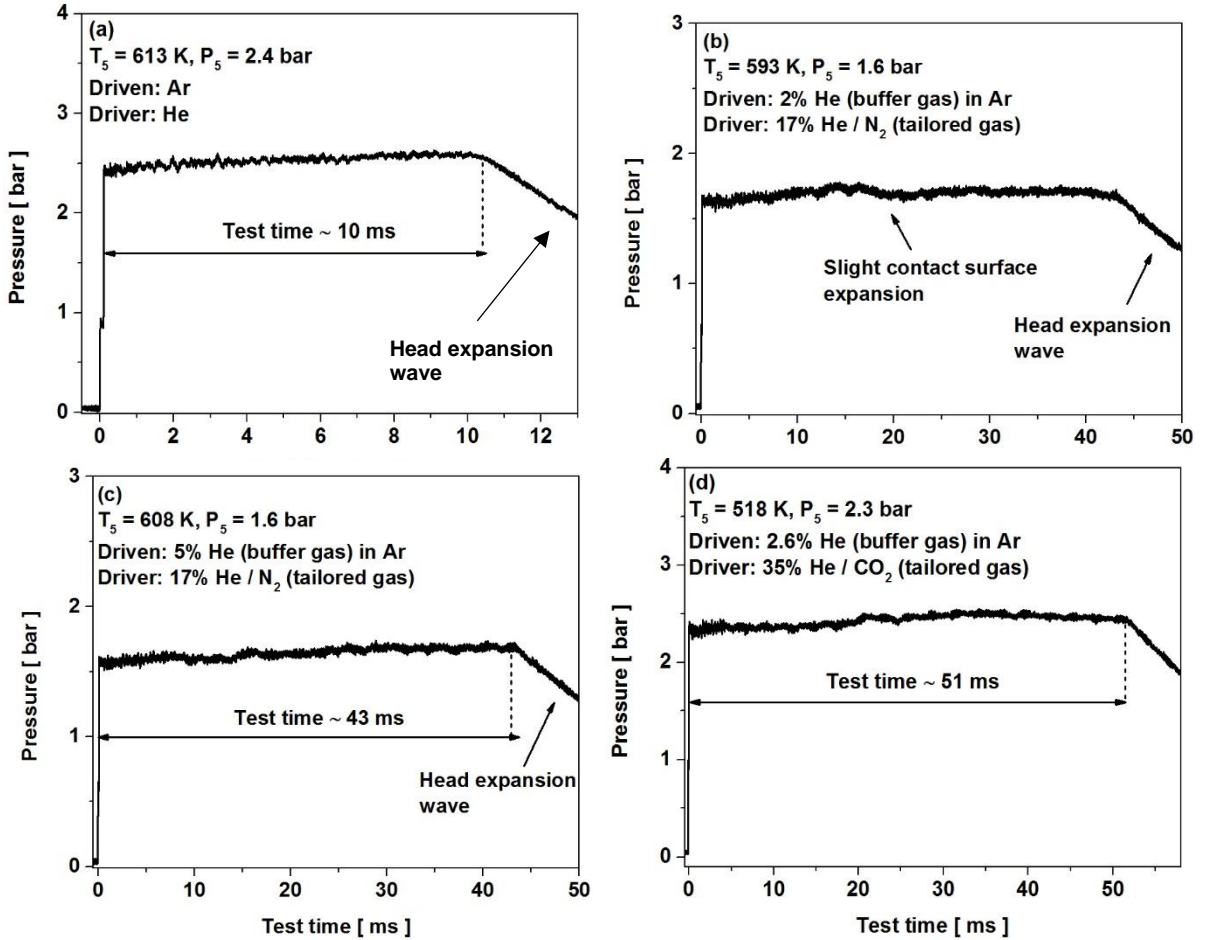 (a)
T₅ = 613 K, P₅ = 2.4 bar
Driven: Ar
Driver: He
Test time ~ 10 ms
Head expansion
wave
Pressure [ bar ]
4
3
2
1
0
0 2 4 6 8 10 12
(b)
T₅ = 593 K, P₅ = 1.6 bar
Driven: 2% He (buffer gas) in Ar
Driver: 17% He / N₂ (tailored gas)
Slight contact surface
expansion
Head expansion
wave
Pressure [ bar ]
3
2
1
0
0 10 20 30 40 50
(c)
T₅ = 608 K, P₅ = 1.6 bar
Driven: 5% He (buffer gas) in Ar
Driver: 17% He / N₂ (tailored gas)
Test time ~ 43 ms
Head expansion
wave
Pressure [ bar ]
3
2
1
0
0 10 20 30 40 50
Test time [ ms ]
(d)
T₅ = 518 K, P₅ = 2.3 bar
Driven: 2.6% He (buffer gas) in Ar
Driver: 35% He / CO₂ (tailored gas)
Test time ~ 51 ms
Pressure [ bar ]
4
3
2
1
0
0 10 20 30 40 50
Test time [ ms ]